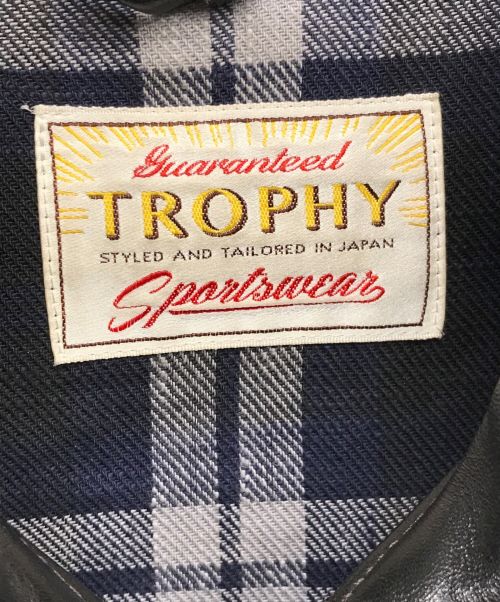 Guaranteed
TROPHY
STYLED AND TAILORED IN JAPAN
Sportswear